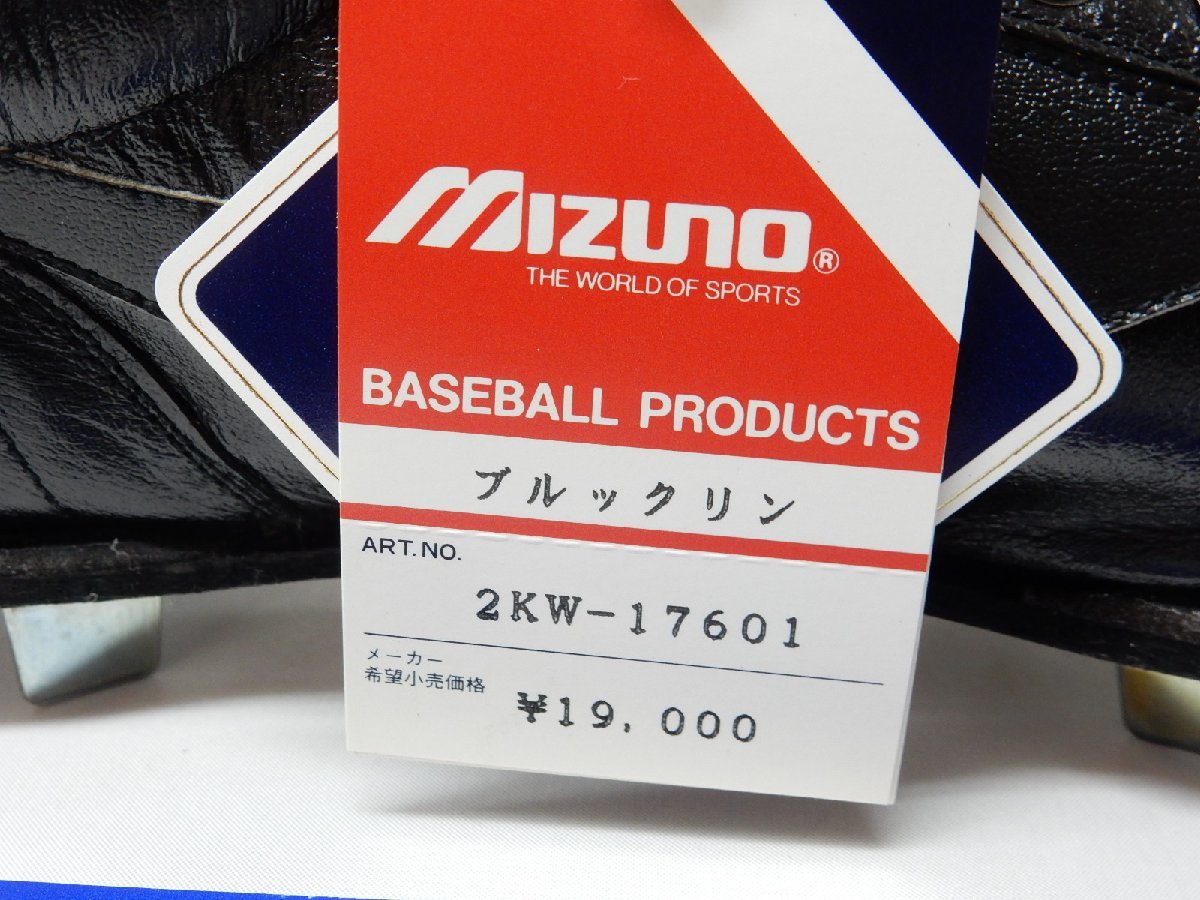 MIZUNO®
THE WORLD OF SPORTS
BASEBALL PRODUCTS
ブルックリン
ART.NO.
2KW-17601
メーカー
希望小売価格
¥19,000